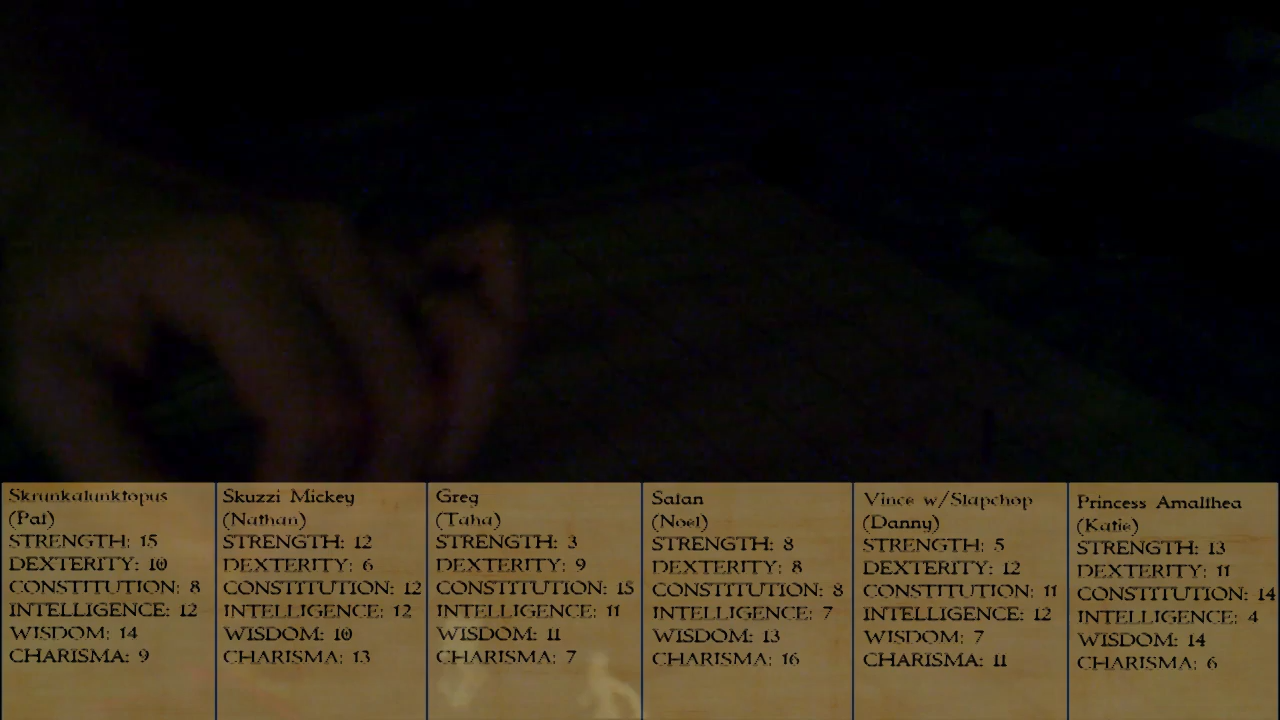 Skrunkalunktopus
(Pat)
STRENGTH: 15
DEXTERITY: 10
CONSTITUTION: 8
INTELLIGENCE: 12
WISDOM: 14
CHARISMA: 9
Skuzzi Mickey
(Nathan)
STRENGTH: 12
DEXTERITY: 6
CONSTITUTION: 12
INTELLIGENCE: 12
WISDOM: 10
CHARISMA: 13
Greg
(Taha)
STRENGTH: 3
DEXTERITY: 9
CONSTITUTION: 15
INTELLIGENCE: 11
WISDOM: 11
CHARISMA: 7
Satan
(Noel)
STRENGTH: 8
DEXTERITY: 8
CONSTITUTION: 8
INTELLIGENCE: 7
WISDOM: 13
CHARISMA: 16
Vince w/Slapchop
(Danny)
STRENGTH: 5
DEXTERITY: 12
CONSTITUTION: 11
INTELLIGENCE: 12
WISDOM: 7
CHARISMA: 11
Princess Amalthea
(Katie)
STRENGTH: 13
DEXTERITY: 11
CONSTITUTION: 14
INTELLIGENCE: 4
WISDOM: 14
CHARISMA: 6